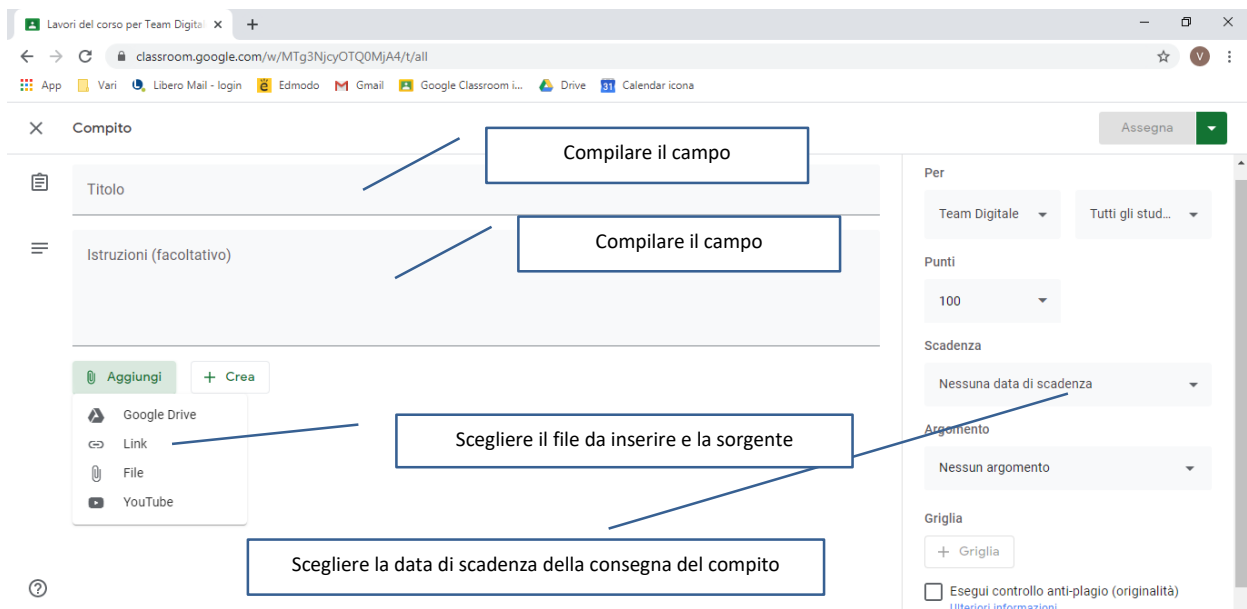 Lavori del corso per Team Digital
classroom.google.com/w/MTg3NjcyOTQ0MjA4/t/all
App Vari Libero Mail - login Edmodo Gmail Google Classroom i... Drive 31 Calendar icona
V
Compito
Assegna
Compilare il campo
Titolo
Compilare il campo
Istruzioni (facoltativo)
Aggiungi
+ Crea
Google Drive
Link
File
YouTube
Scegliere il file da inserire e la sorgente
Scegliere la data di scadenza della consegna del compito
Per
Team Digitale
Tutti gli stud...
Punti
100
Scadenza
Nessuna data di scadenza
Argomento
Nessun argomento
Griglia
+ Griglia
Esegui controllo anti-plagio (originalità)
Ulteriori informazioni